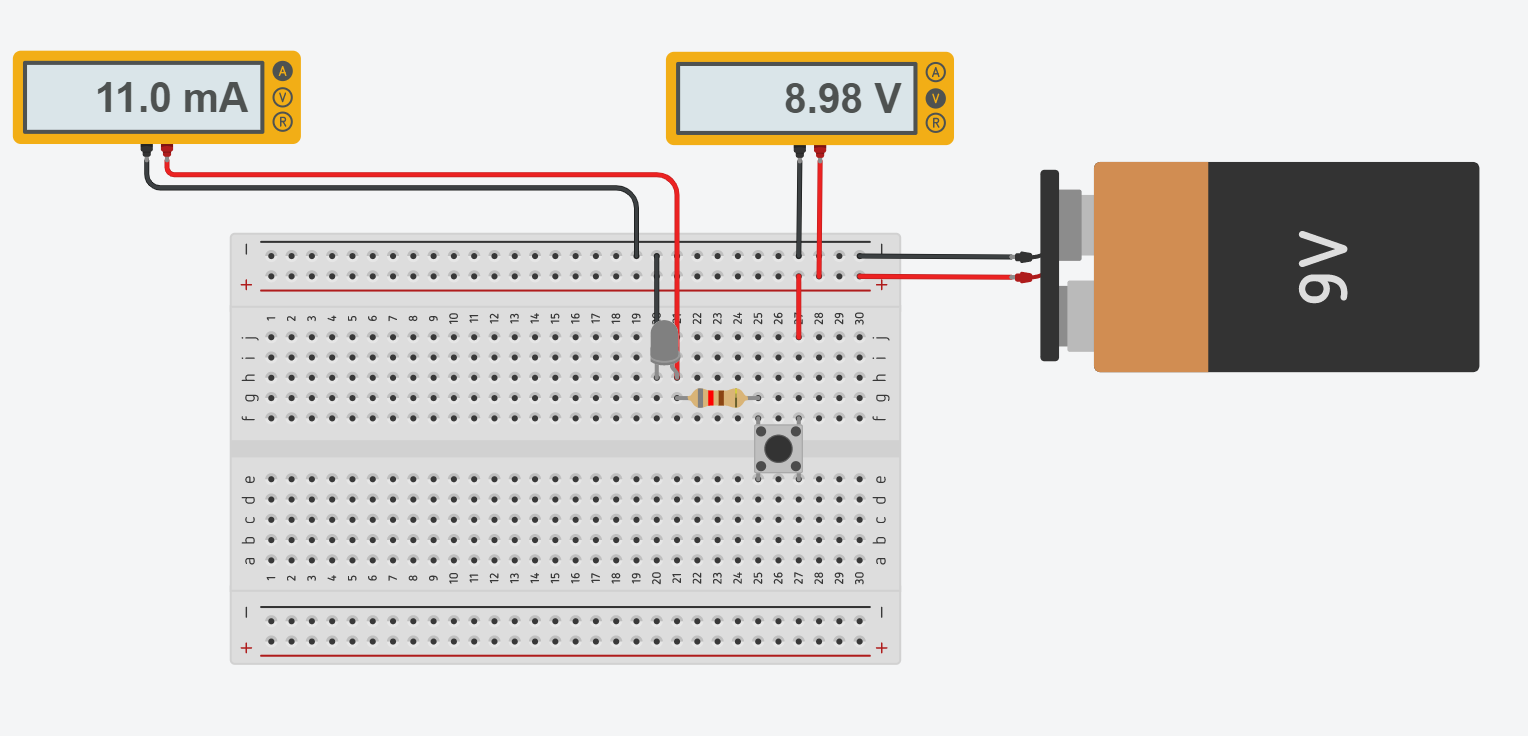 11.0 mA
A
V
R
8.98 V
A
V
R
9V
− −
+ +
1 2 3 4 5 6 7 8 9 10 11 12 13 14 15 16 17 18 19 20 21 22 23 24 25 26 27 28 29 30
j j
i i
h h
g g
f f
e e
d d
c c
b b
a a
1 2 3 4 5 6 7 8 9 10 11 12 13 14 15 16 17 18 19 20 21 22 23 24 25 26 27 28 29 30
− −
+ +